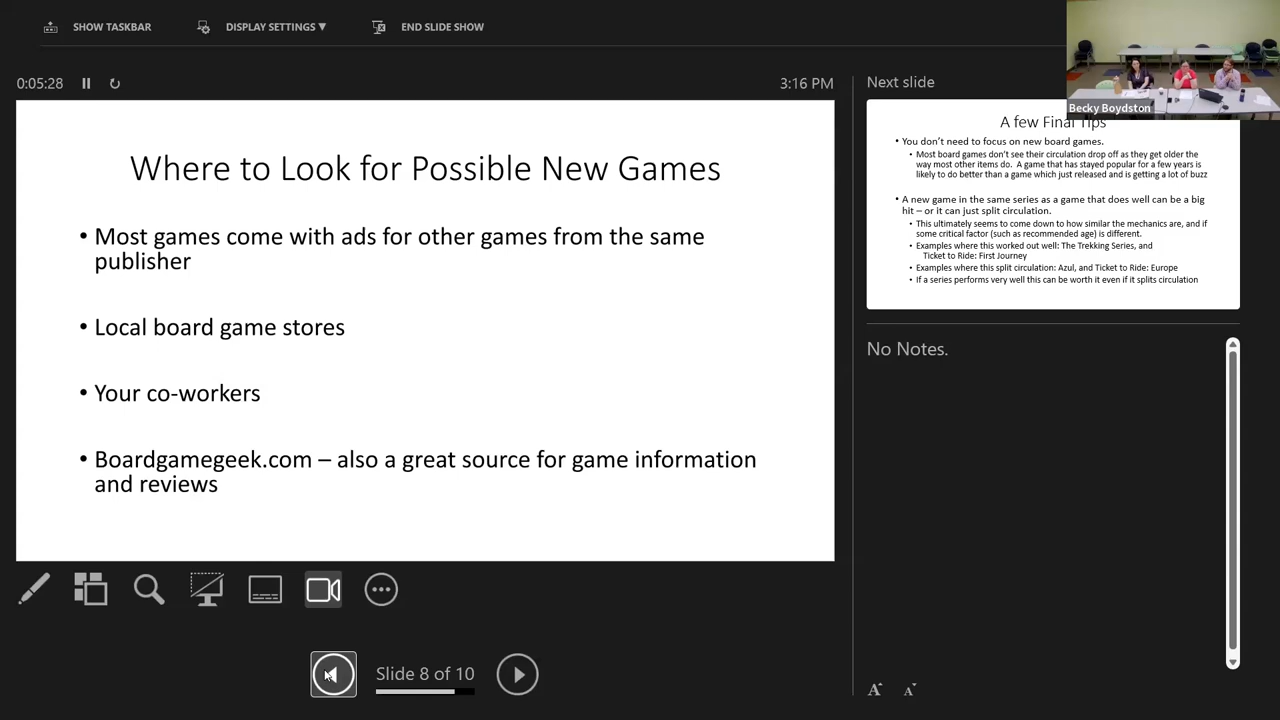 SHOW TASKBAR
DISPLAY SETTINGS ▼
END SLIDE SHOW
0:05:28
3:16 PM
Where to Look for Possible New Games
• Most games come with ads for other games from the same
publisher
• Local board game stores
• Your co-workers
• Boardgamegeek.com – also a great source for game information
and reviews
Slide 8 of 10
Next slide
Becky Boydston
A few Final Tips
• You don’t need to focus on new board games.
• Most board games don’t see their circulation drop off as they get older the
way most other items do. A game that has stayed popular for a few years is
likely to do better than a game which just released and is getting a lot of buzz
• A new game in the same series as a game that does well can be a big
hit – or it can just split circulation.
• This ultimately seems to come down to how similar the mechanics are, and if
some critical factor (such as recommended age) is different.
• Examples where this worked out well: The Trekking Series, and
Ticket to Ride: First Journey
• Examples where this split circulation: Azul, and Ticket to Ride: Europe
• If a series performs very well this can be worth it even if it splits circulation
No Notes.
A A